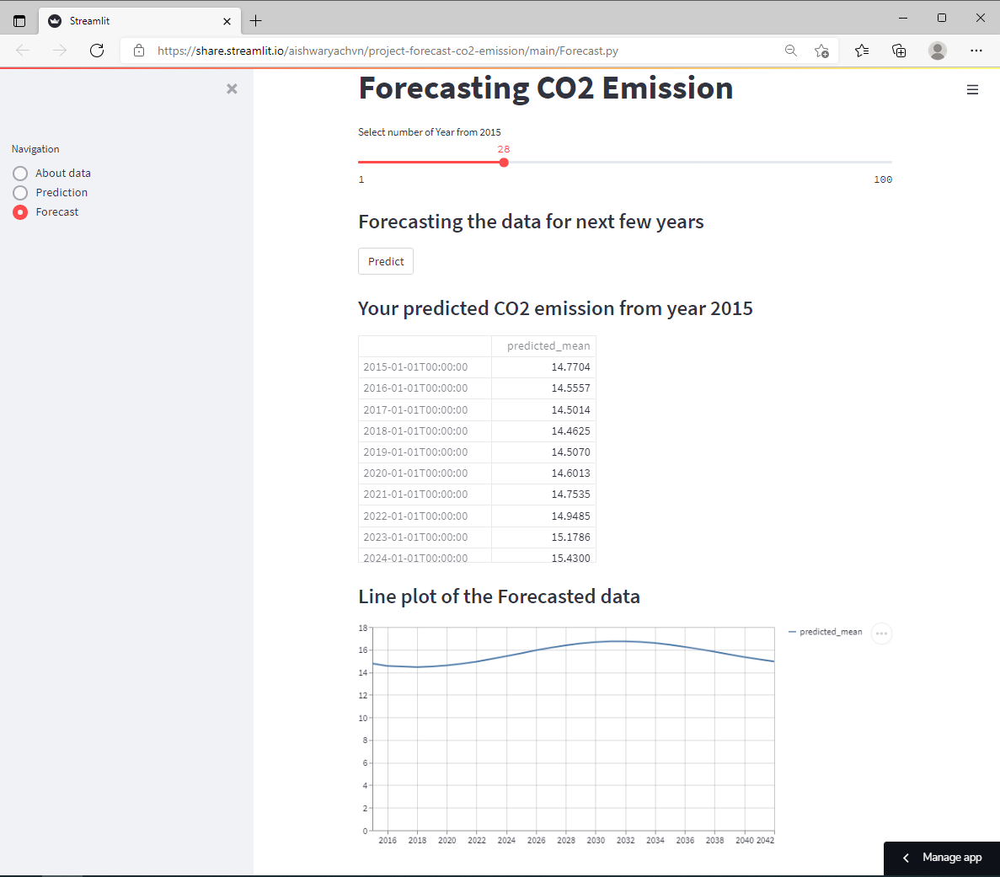 Streamlit
https://share.streamlit.io/aishwaryachvn/project-forecast-co2-emission/main/Forecast.py
Navigation
About data
Prediction
Forecast
Forecasting CO2 Emission
Select number of Year from 2015
28
1 100
Forecasting the data for next few years
Predict
Your predicted CO2 emission from year 2015
predicted_mean
2015-01-01T00:00:00 14.7704
2016-01-01T00:00:00 14.5557
2017-01-01T00:00:00 14.5014
2018-01-01T00:00:00 14.4625
2019-01-01T00:00:00 14.5070
2020-01-01T00:00:00 14.6013
2021-01-01T00:00:00 14.7535
2022-01-01T00:00:00 14.9485
2023-01-01T00:00:00 15.1786
2024-01-01T00:00:00 15.4300
Line plot of the Forecasted data
predicted_mean
18
16
14
12
10
8
6
4
2
0
2016 2018 2020 2022 2024 2026 2028 2030 2032 2034 2036 2038 2040 2042
Manage app